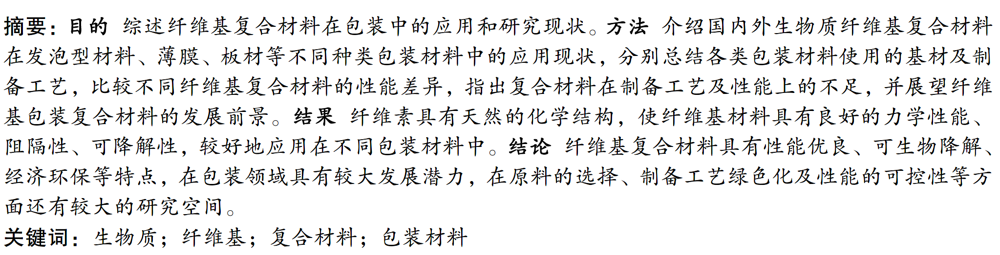 摘要：目的 综述纤维基复合材料在包装中的应用和研究现状。方法 介绍国内外生物质纤维基复合材料
在发泡型材料、薄膜、板材等不同种类包装材料中的应用现状，分别总结各类包装材料使用的基材及制
备工艺，比较不同纤维基复合材料的性能差异，指出复合材料在制备工艺及性能上的不足，并展望纤维
基包装复合材料的发展前景。结果 纤维素具有天然的化学结构，使纤维基材料具有良好的力学性能、
阻隔性、可降解性，较好地应用在不同包装材料中。结论 纤维基复合材料具有性能优良、可生物降解、
经济环保等特点，在包装领域具有较大发展潜力，在原料的选择、制备工艺绿色化及性能的可控性等方
面还有较大的研究空间。
关键词：生物质；纤维基；复合材料；包装材料